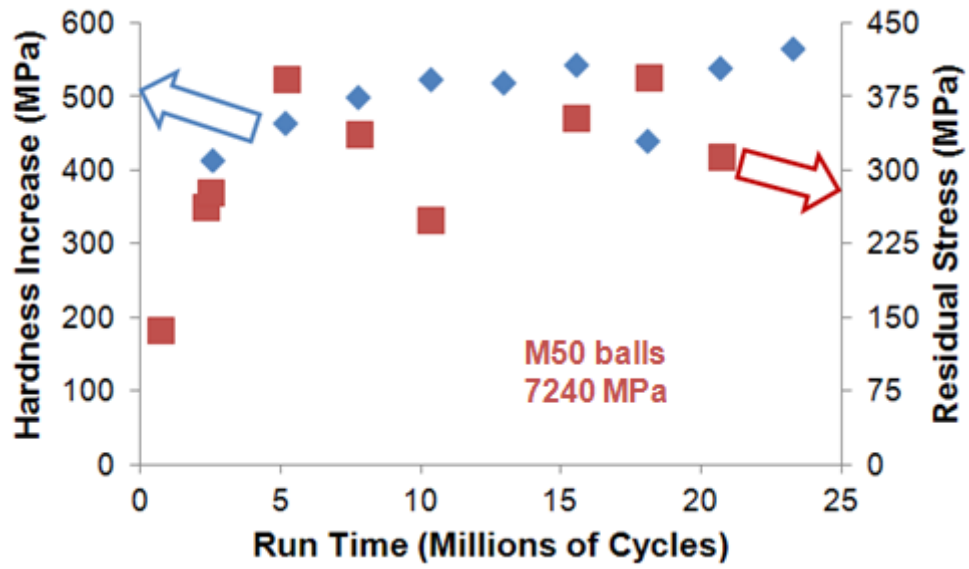 Hardness Increase (MPa)
600
500
400
300
200
100
0
450
375
300
225
150
75
0
Residual Stress (MPa)
M50 balls
7240 MPa
0 5 10 15 20 25
Run Time (Millions of Cycles)